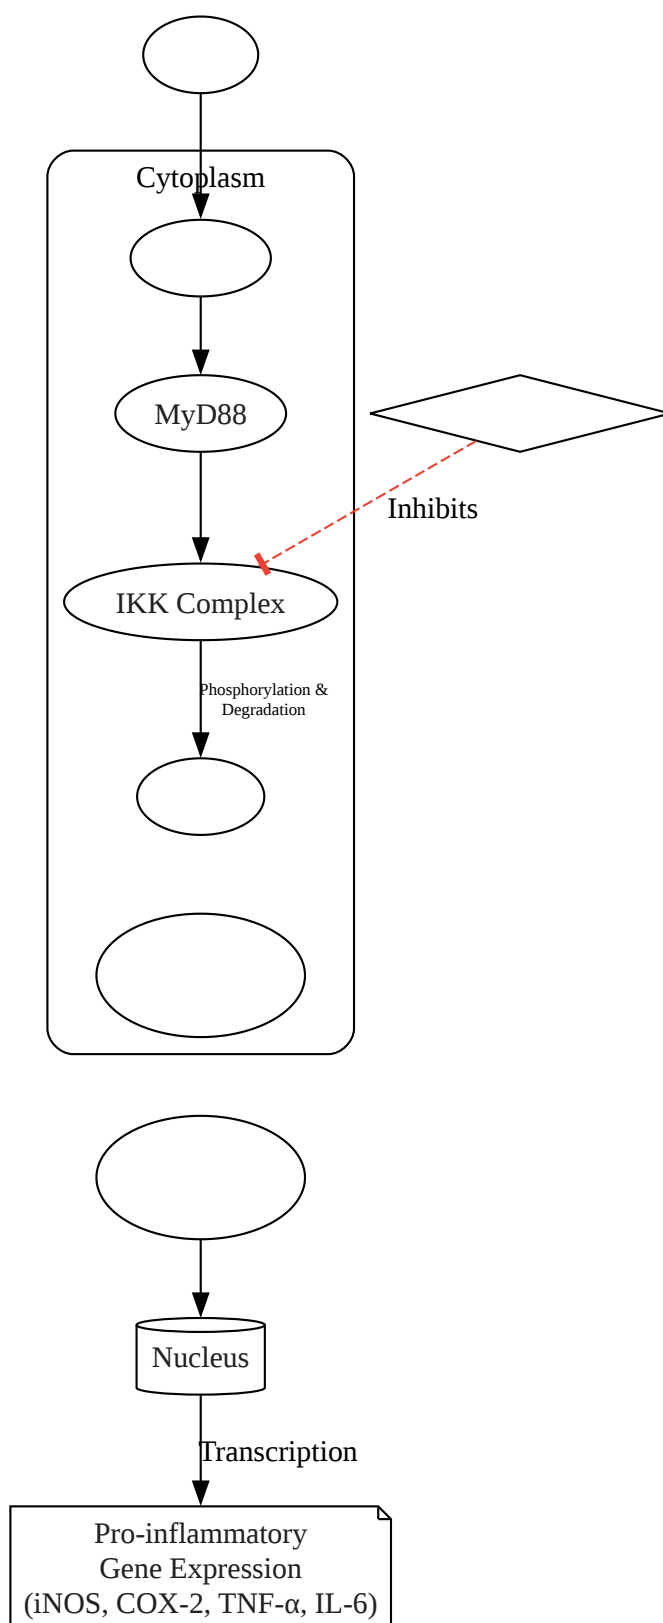 Cytoplasm
MyD88
Inhibits
IKK Complex
Phosphorylation &
Degradation
Nucleus
Transcription
Pro-inflammatory
Gene Expression
(iNOS, COX-2, TNF-α, IL-6)